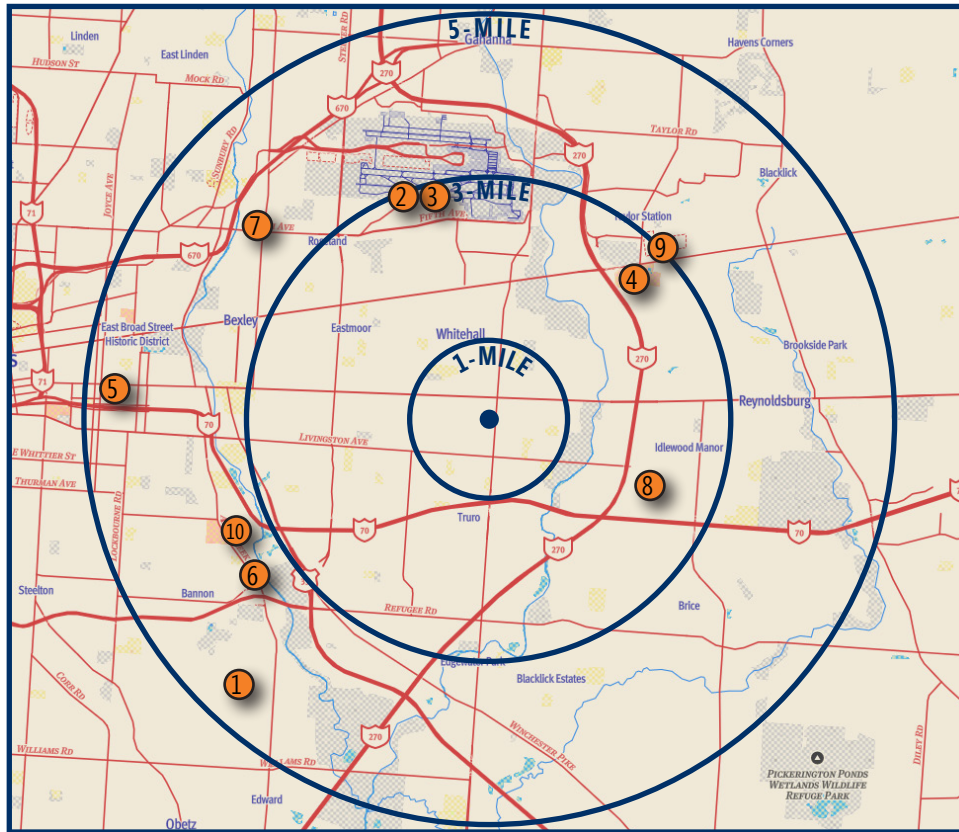 5-MILE
Linden
Gahanna
Havens Corners
East Linden
HUDSON ST
MOCK RD
270
670
SUNBURY RD
TAYLOR RD
270
JOYCE AVE
Blacklick
3-MILE
2
3
71
FIFTH AVE
Taylor Station
7
AVE
Roseland
9
670
4
East Broad Street
Historic District
Bexley
Eastmoor
Whitehall
1-MILE
270
Brookside Park
S
71
5
Reynoldsburg
70
LIVINGSTON AVE
Idlewood Manor
E WHITTIER ST
THURMAN AVE
8
LOCKBOURNE RD
Truro
10
70
70
270
6
Steelton
Bannon
REFUGEE RD
Brice
Edgewater Park
Blacklick Estates
1
CORR RD
WINCHESTER PIKE
270
WILLIAMS RD
WILLIAMS RD
DILEY RD
PICKERINGTON PONDS
WETLANDS WILDLIFE
REFUGE PARK
Edward
Obetz